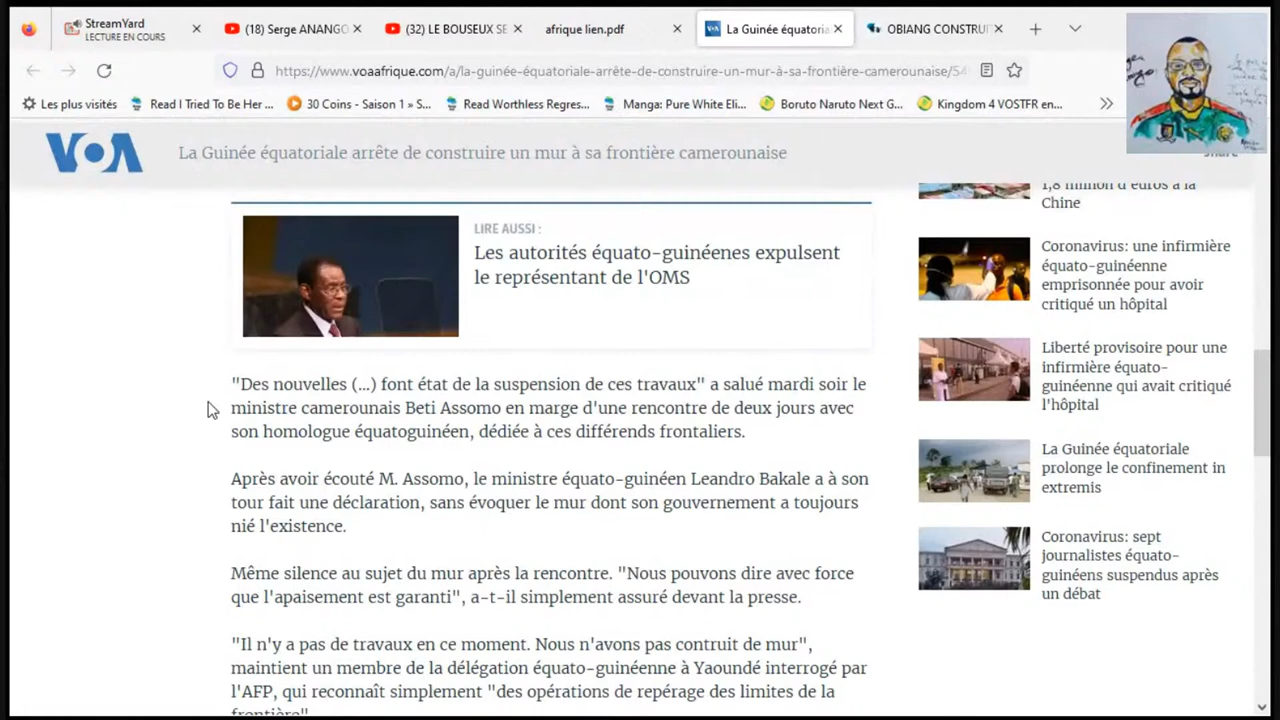 StreamYard
LECTURE EN COURS
(18) Serge ANANGO
(32) LE BOUSEUX SE
afrique lien.pdf
La Guinée équatoria
OBIANG CONSTRUIT
https://www.voaafrique.com/a/la-guinée-équatoriale-arrête-de-construire-un-mur-à-sa-frontière-camerounaise/54
Les plus visités
Read I Tried To Be Her ...
30 Coins - Saison 1 » S...
Read Worthless Regres...
Manga: Pure White Eli...
Boruto Naruto Next G...
Kingdom 4 VOSTFR en...
VOA
La Guinée équatoriale arrête de construire un mur à sa frontière camerounaise
share
LIRE AUSSI :
Les autorités équato-guinéenes expulsent
le représentant de l'OMS
"Des nouvelles (...) font état de la suspension de ces travaux" a salué mardi soir le
ministre camerounais Beti Assomo en marge d'une rencontre de deux jours avec
son homologue équatoguinéen, dédiée à ces différends frontaliers.
Après avoir écouté M. Assomo, le ministre équato-guinéen Leandro Bakale a à son
tour fait une déclaration, sans évoquer le mur dont son gouvernement a toujours
nié l'existence.
Même silence au sujet du mur après la rencontre. "Nous pouvons dire avec force
que l'apaisement est garanti", a-t-il simplement assuré devant la presse.
"Il n'y a pas de travaux en ce moment. Nous n'avons pas contruit de mur",
maintient un membre de la délégation équato-guinéenne à Yaoundé interrogé par
l'AFP, qui reconnaît simplement "des opérations de repérage des limites de la
frontière"
1,8 million d'euros à la
Chine
Coronavirus: une infirmière
équato-guinéenne
emprisonnée pour avoir
critiqué un hôpital
Liberté provisoire pour une
infirmière équato-
guinéenne qui avait critiqué
l'hôpital
La Guinée équatoriale
prolonge le confinement in
extremis
Coronavirus: sept
journalistes équato-
guinéens suspendus après
un débat